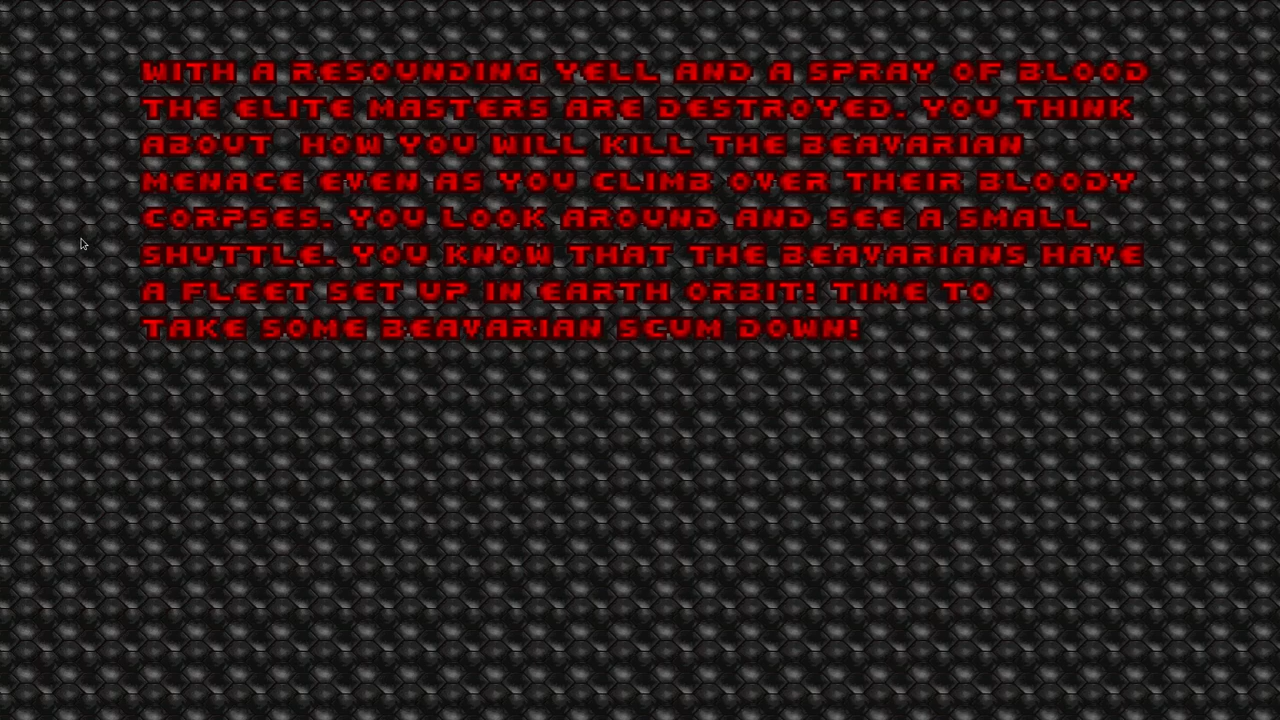 WITH A RESOUNDING YELL AND A SPRAY OF BLOOD
THE ELITE MASTERS ARE DESTROYED. YOU THINK
ABOUT  HOW YOU WILL KILL THE BEAVARIAN
MENACE EVEN AS YOU CLIMB OVER THEIR BLOODY
CORPSES. YOU LOOK AROUND AND SEE A SMALL
SHUTTLE. YOU KNOW THAT THE BEAVARIANS HAVE
A FLEET SET UP IN EARTH ORBIT! TIME TO
TAKE SOME BEAVARIAN SCUM DOWN!